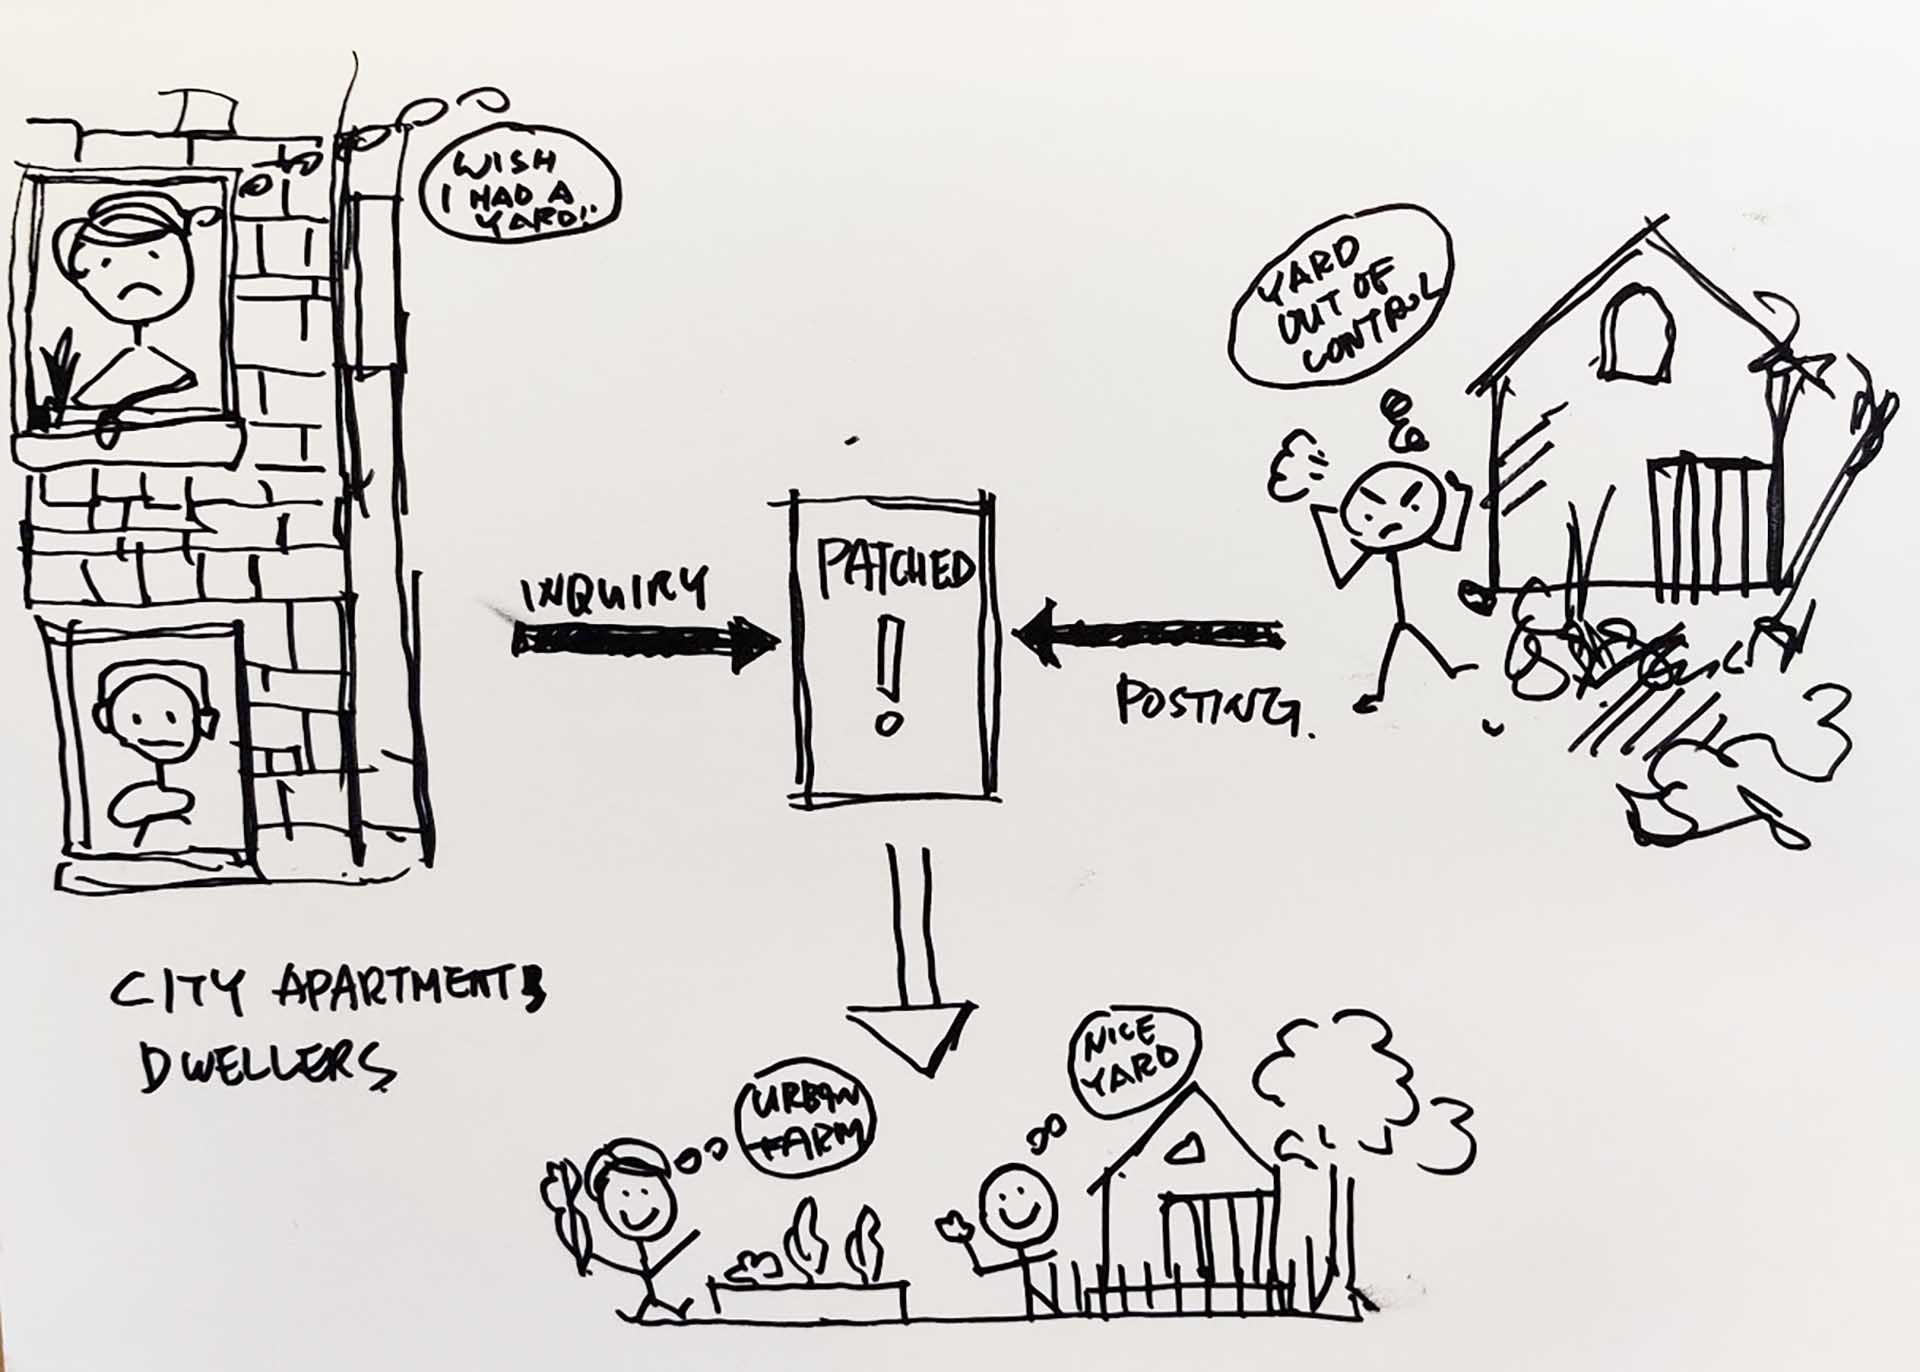 WISH
I HAD A
YARD!!
YARD
OUT OF
CONTROL
INQUIRY
PATCHED
!
POSTING.
CITY APARTMENTS
DWELLERS
URBAN
FARM
NICE
YARD